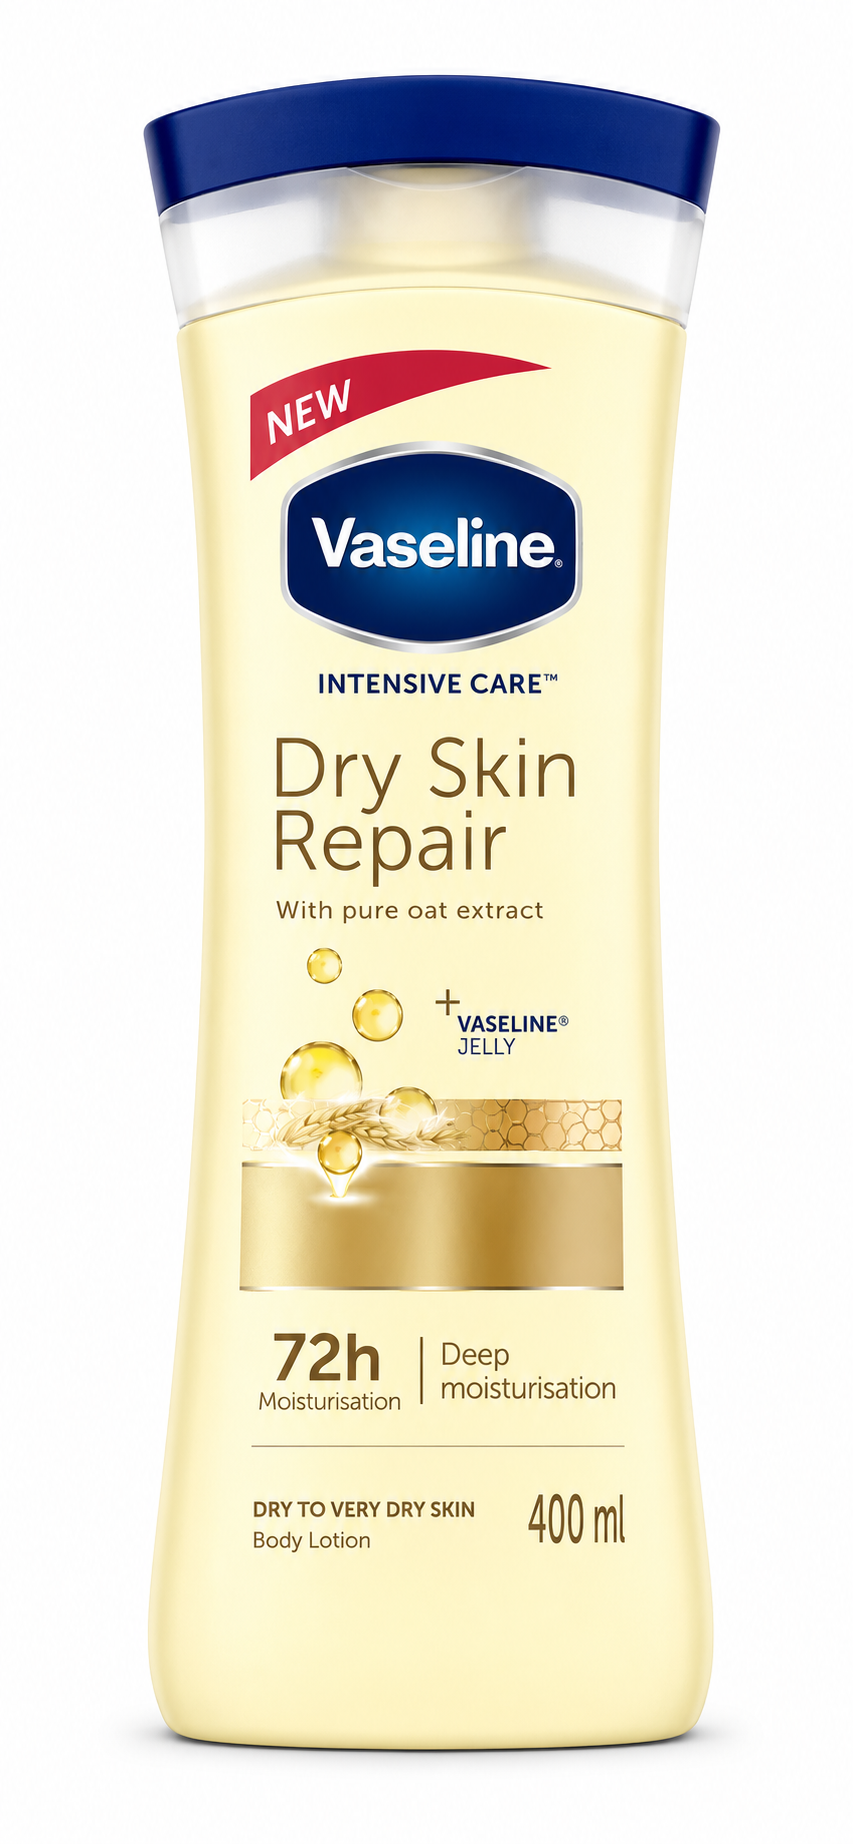 NEW
Vaseline®
INTENSIVE CARE™
Dry Skin
Repair
With pure oat extract
+
VASELINE®
JELLY
72h
Moisturisation
Deep
moisturisation
DRY TO VERY DRY SKIN
Body Lotion
400 ml